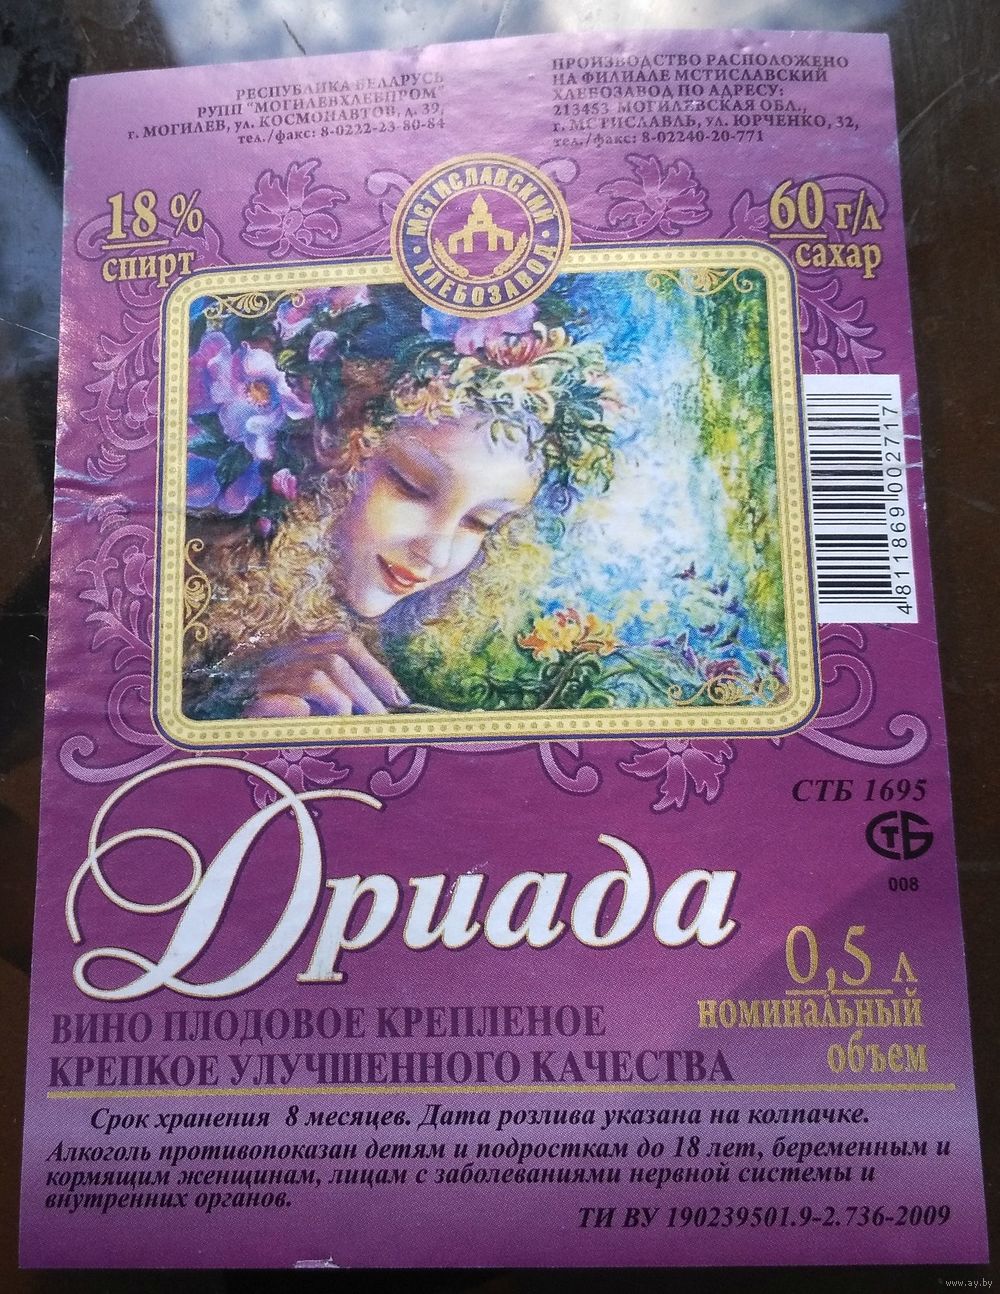 РЕСПУБЛИКА БЕЛАРУСЬ
РУПП "МОГИЛЕВХЛЕБПРОМ"
г. МОГИЛЕВ, ул. КОСМОНАВТОВ, д. 39,
тел./факс: 8-0222-23-80-84
ПРОИЗВОДСТВО РАСПОЛОЖЕНО
НА ФИЛИАЛЕ МСТИСЛАВСКИЙ
ХЛЕБОЗАВОД ПО АДРЕСУ:
213453 МОГИЛЕВСКАЯ ОБЛ.,
г. МСТИСЛАВЛЬ, ул. ЮРЧЕНКО, 32,
тел./факс: 8-02240-20-771
МСТИСЛАВСКИЙ
ХЛЕБОЗАВОД
18 %
спирт
60 г/л
сахар
4811869002717
СТБ 1695
СТБ
008
Дриада
0,5 л
номинальный
объем
ВИНО ПЛОДОВОЕ КРЕПЛЕНОЕ
КРЕПКОЕ УЛУЧШЕННОГО КАЧЕСТВА
Срок хранения 8 месяцев. Дата розлива указана на колпачке.
Алкоголь противопоказан детям и подросткам до 18 лет, беременным и
кормящим женщинам, лицам с заболеваниями нервной системы и
внутренних органов.
ТИ ВУ 190239501.9-2.736-2009
www.ay.by